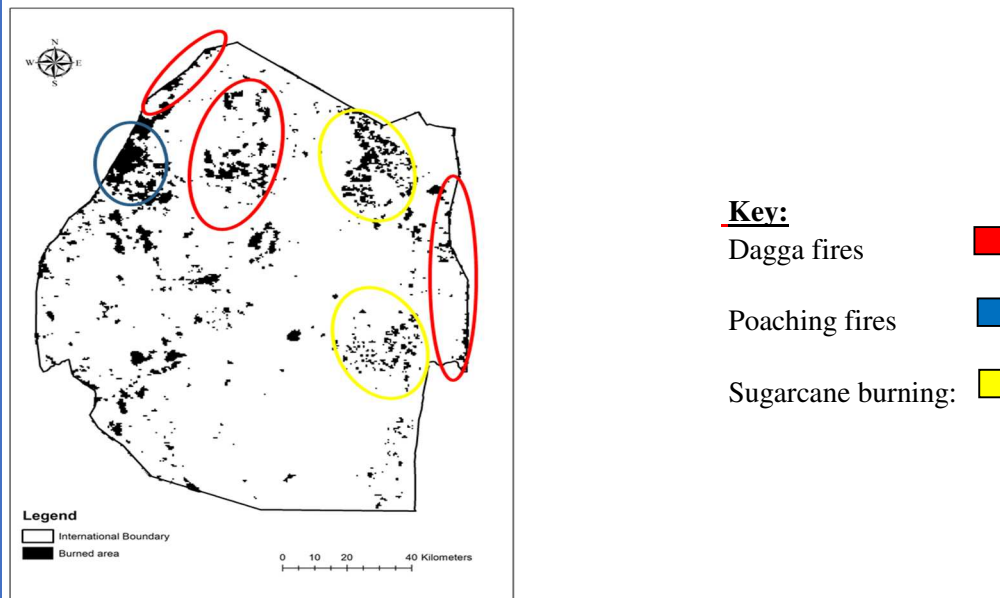 N
W E
S
Legend
International Boundary
Burned area
0 10 20 40 Kilometers
Key:
Dagga fires
Poaching fires
Sugarcane burning: